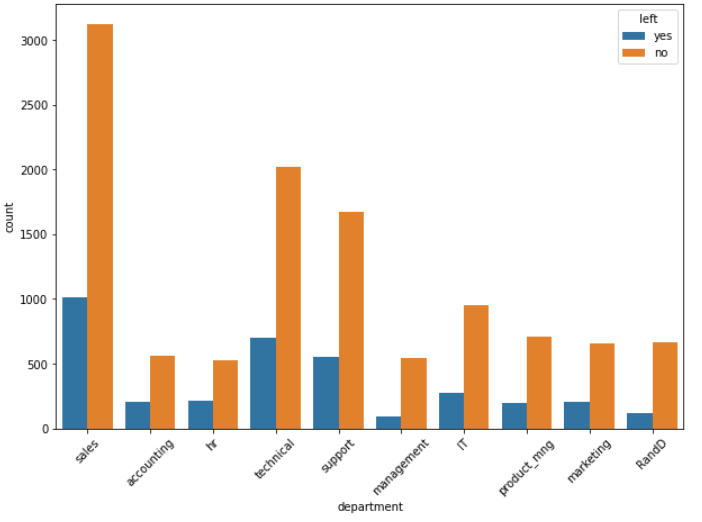 left
yes
no
3000
2500
2000
1500
1000
500
0
count
sales
accounting
hr
technical
support
management
IT
product_mng
marketing
RandD
department